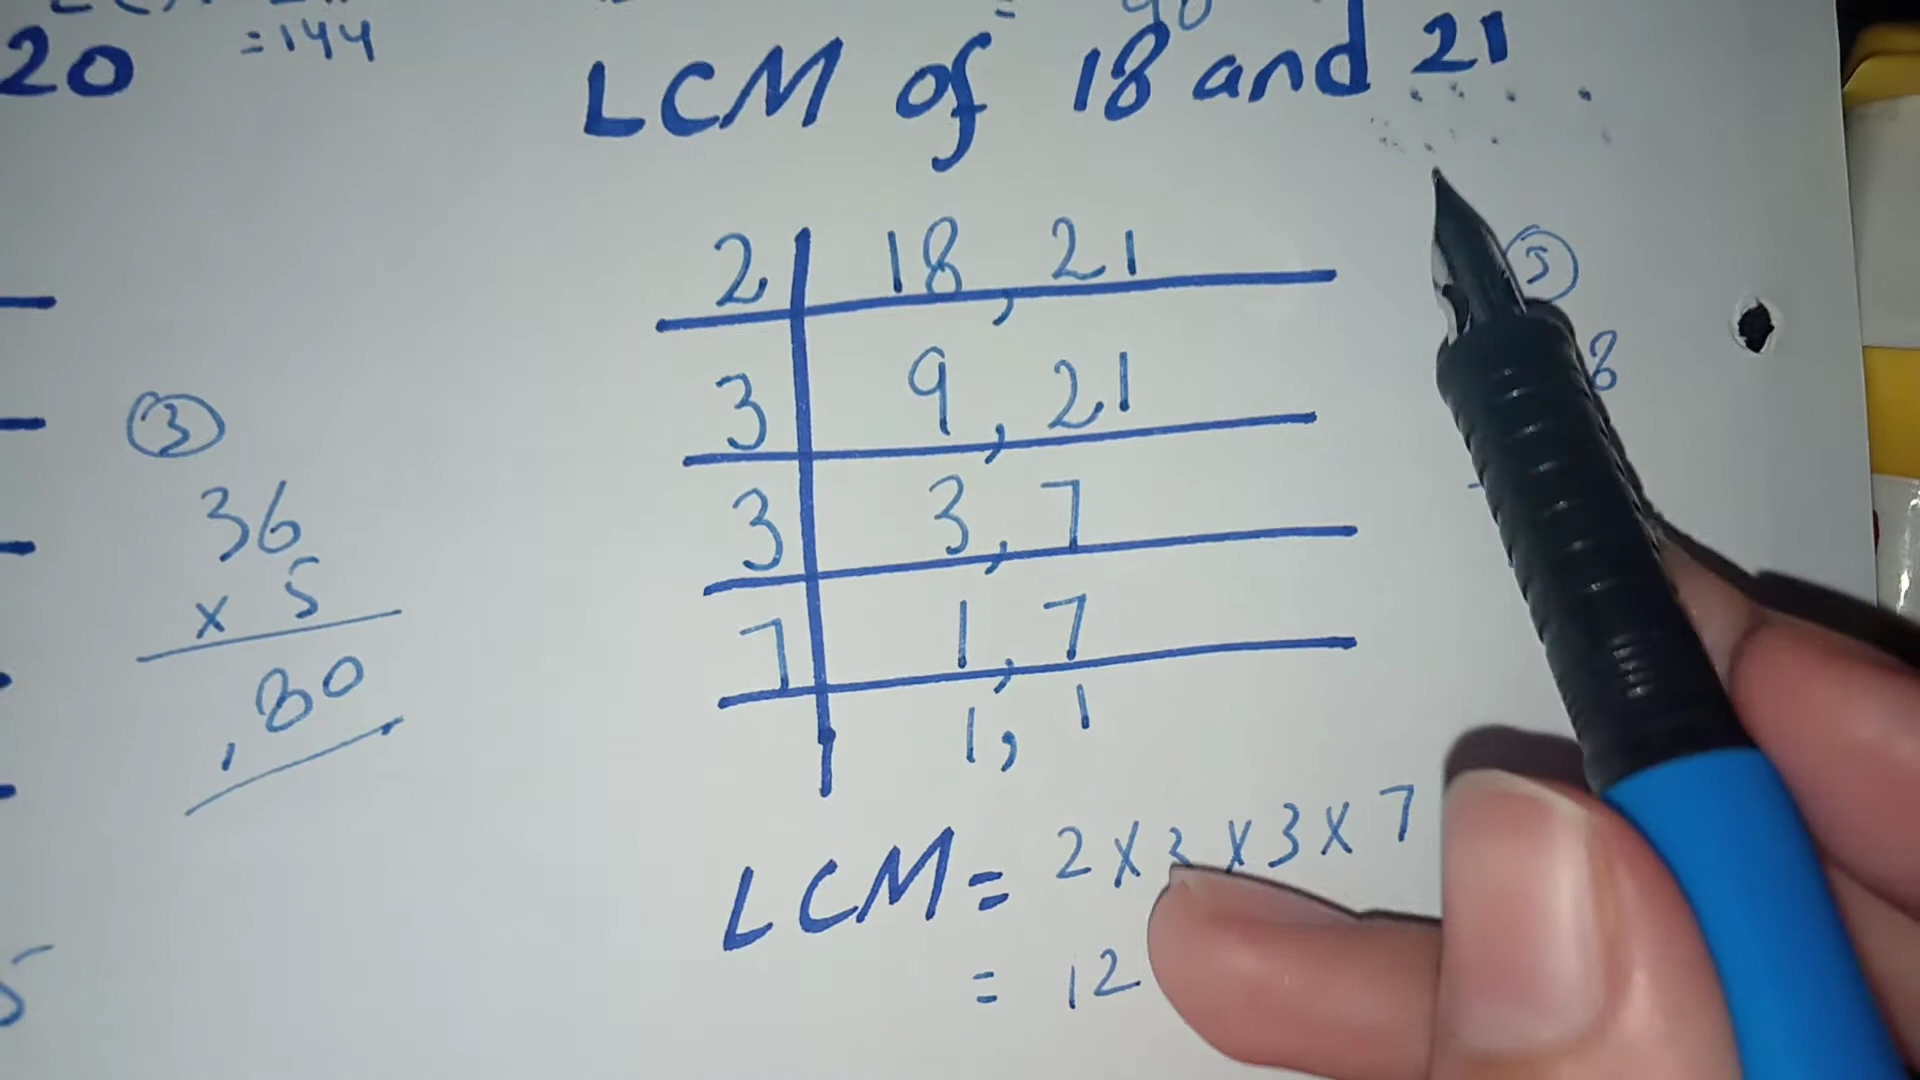 =144
20
LCM of 18 and 21
2 18, 21
3 9, 21
3 3, 7
7 1, 7
1, 1
LCM = 2 x 3 x 3 x 7
= 12
3
36
x 5
180
5
8
5